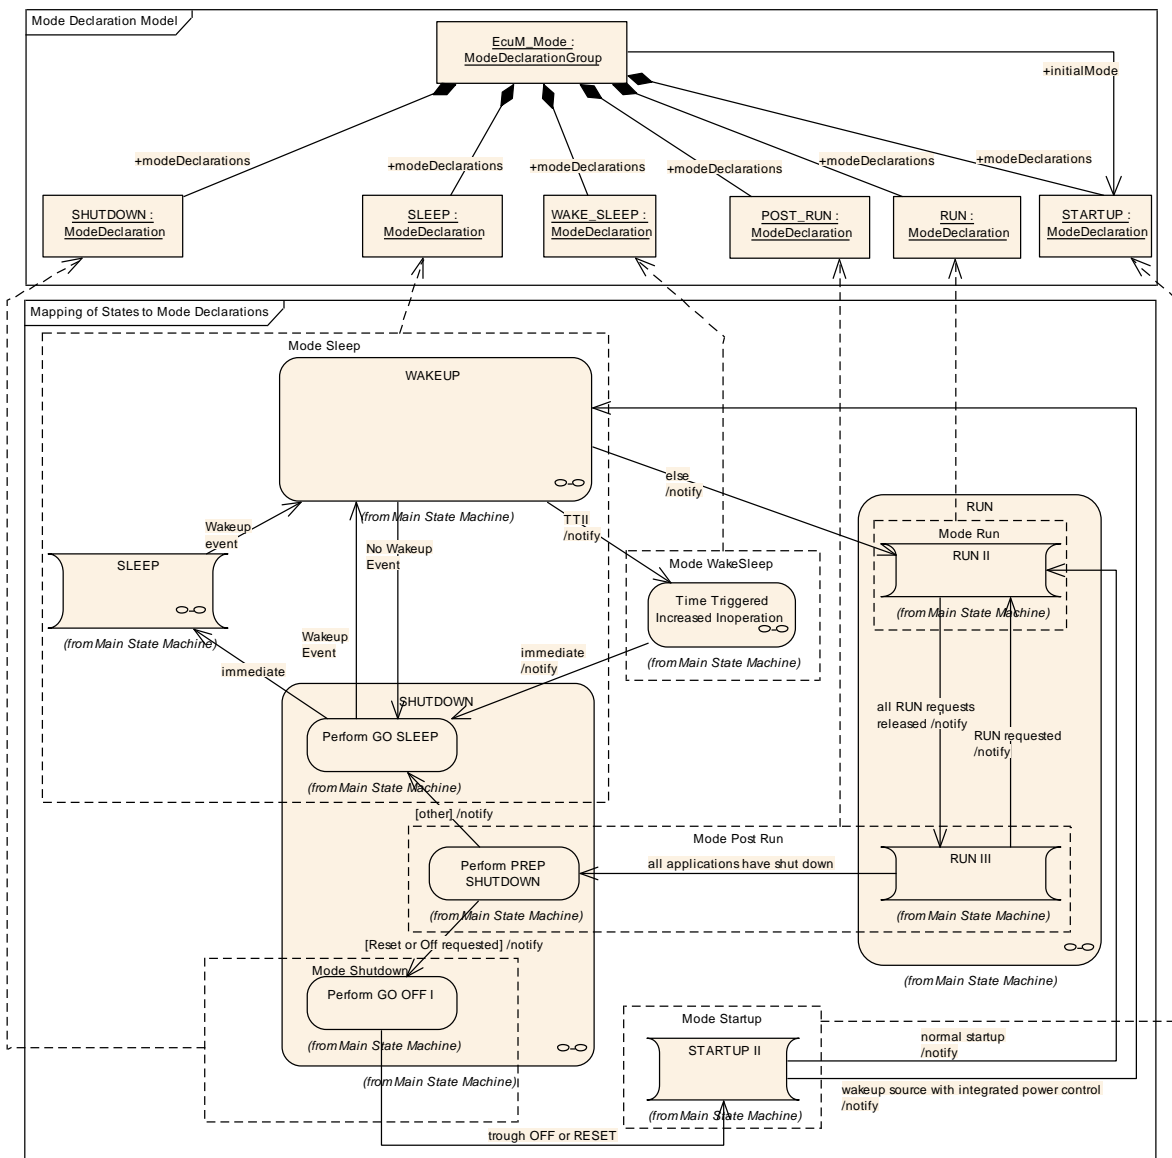 Mode Declaration Model
EcuM_Mode :
ModeDeclarationGroup
+initialMode
+modeDeclarations
+modeDeclarations
+modeDeclarations
+modeDeclarations
+modeDeclarations
+modeDeclarations
SHUTDOWN :
ModeDeclaration
SLEEP :
ModeDeclaration
WAKE_SLEEP :
ModeDeclaration
POST_RUN :
ModeDeclaration
RUN :
ModeDeclaration
STARTUP :
ModeDeclaration
Mapping of States to Mode Declarations
Mode Sleep
WAKEUP
(from Main State Machine)
else
/notify
TTII
/notify
Wakeup
event
No Wakeup
Event
SLEEP
(from Main State Machine)
Wakeup
Event
immediate
Mode WakeSleep
Time Triggered
Increased Inoperation
(from Main State Machine)
immediate
/notify
RUN
Mode Run
RUN II
(from Main State Machine)
all RUN requests
released /notify
RUN requested
/notify
SHUTDOWN
Perform GO SLEEP
(from Main State Machine)
[other] /notify
Mode Post Run
Perform PREP
SHUTDOWN
(from Main State Machine)
all applications have shut down
RUN III
(from Main State Machine)
(from Main State Machine)
[Reset or Off requested] /notify
Mode Shutdown
Perform GO OFF I
(from Main State Machine)
(from Main State Machine)
Mode Startup
STARTUP II
(from Main State Machine)
normal startup
/notify
wakeup source with integrated power control
/notify
trough OFF or RESET